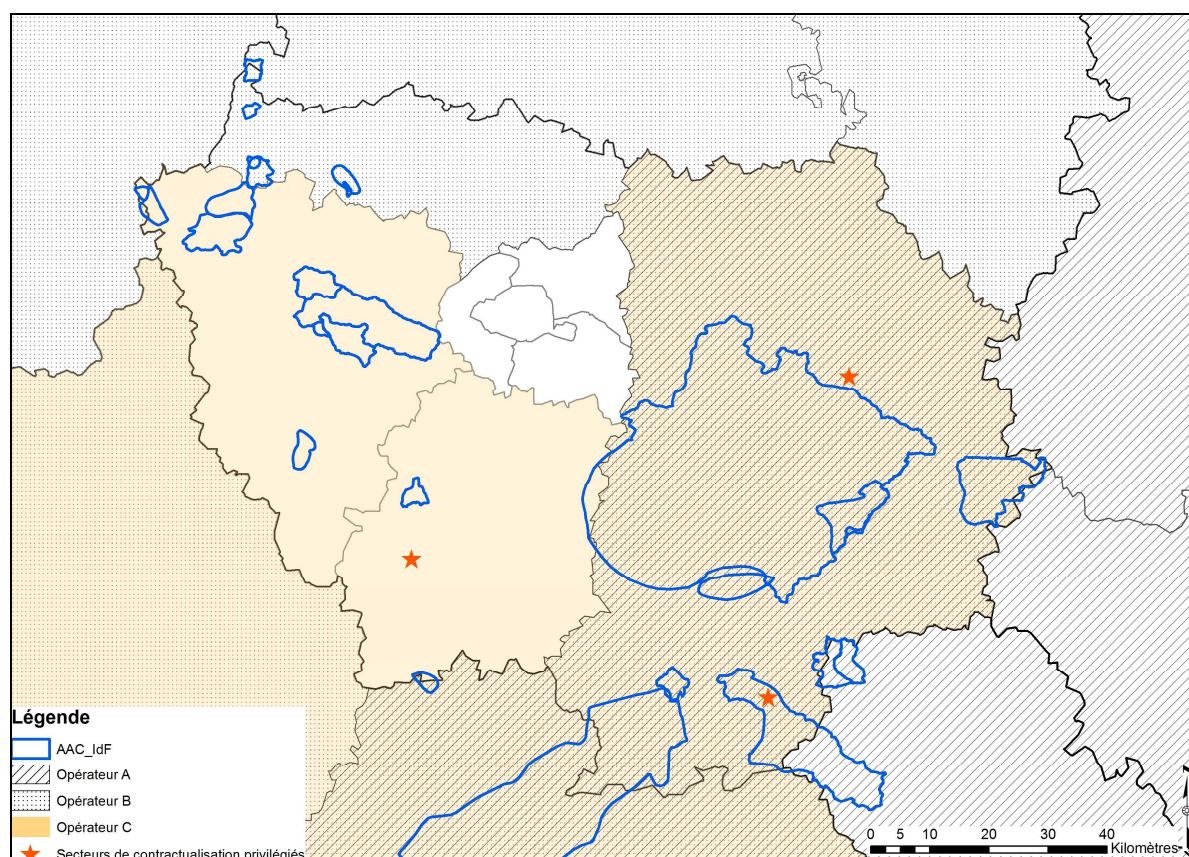 Légende
AAC_IdF
Opérateur A
Opérateur B
Opérateur C
Secteurs de contractualisation privilégiés
0 5 10 20 30 40
Kilomètres